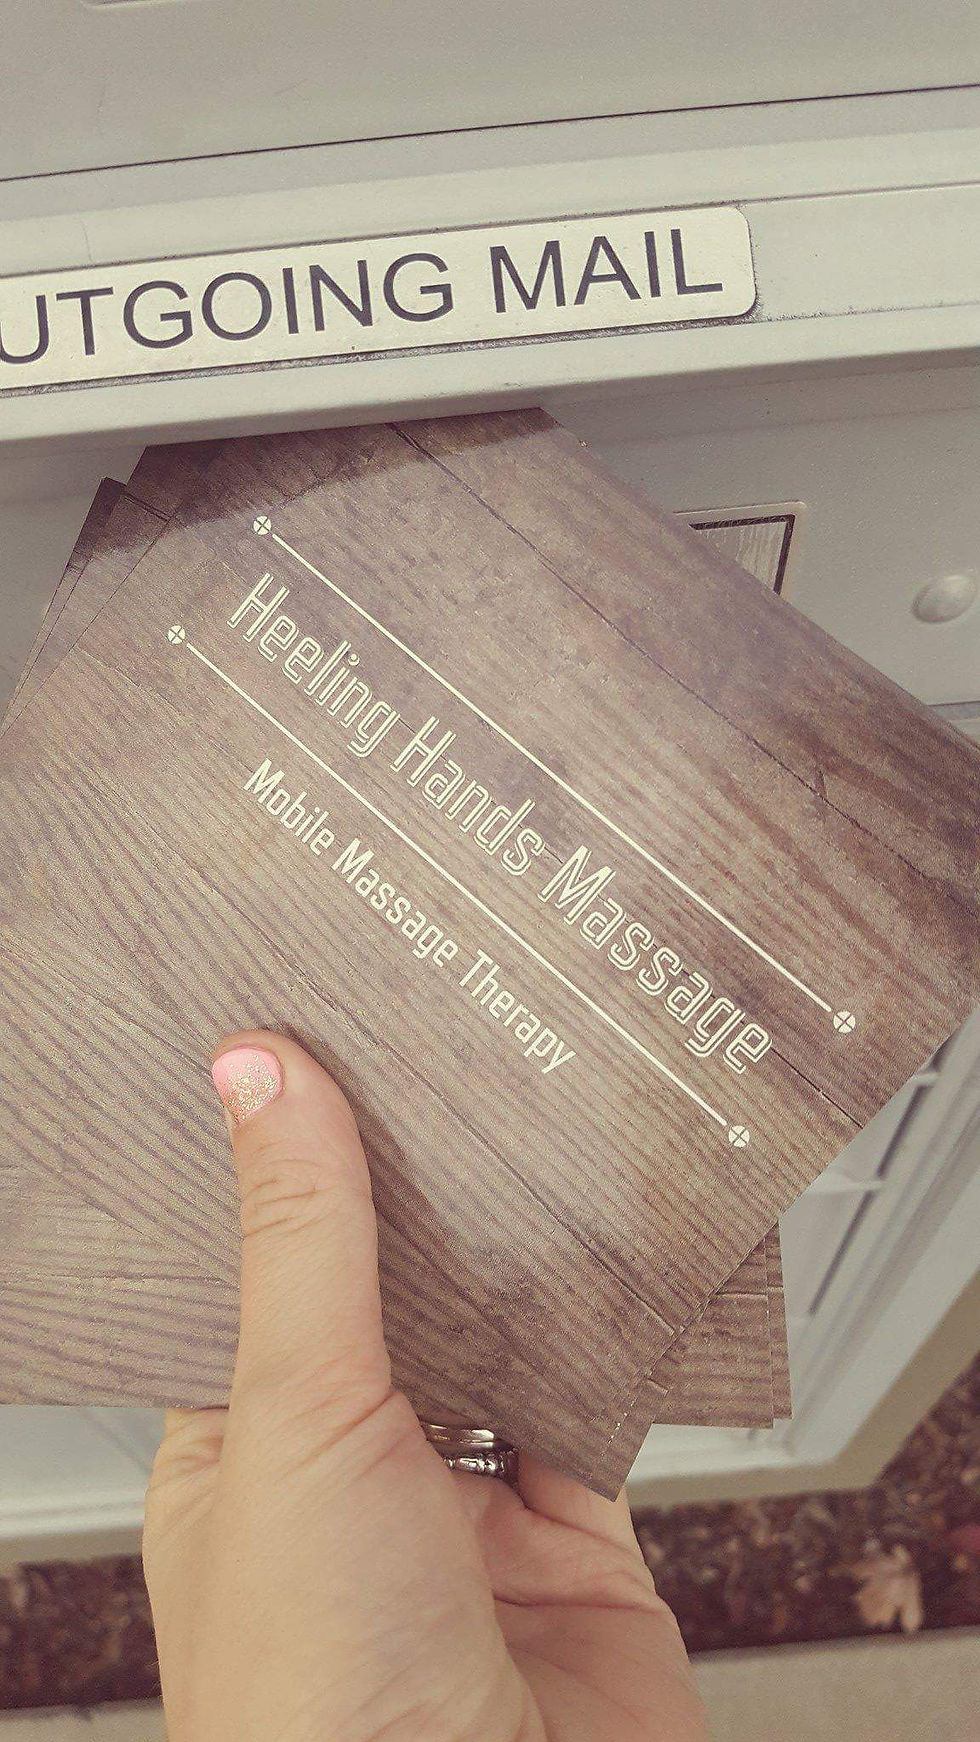 UTGOING MAIL
Heeling Hands Massage
Mobile Massage Therapy